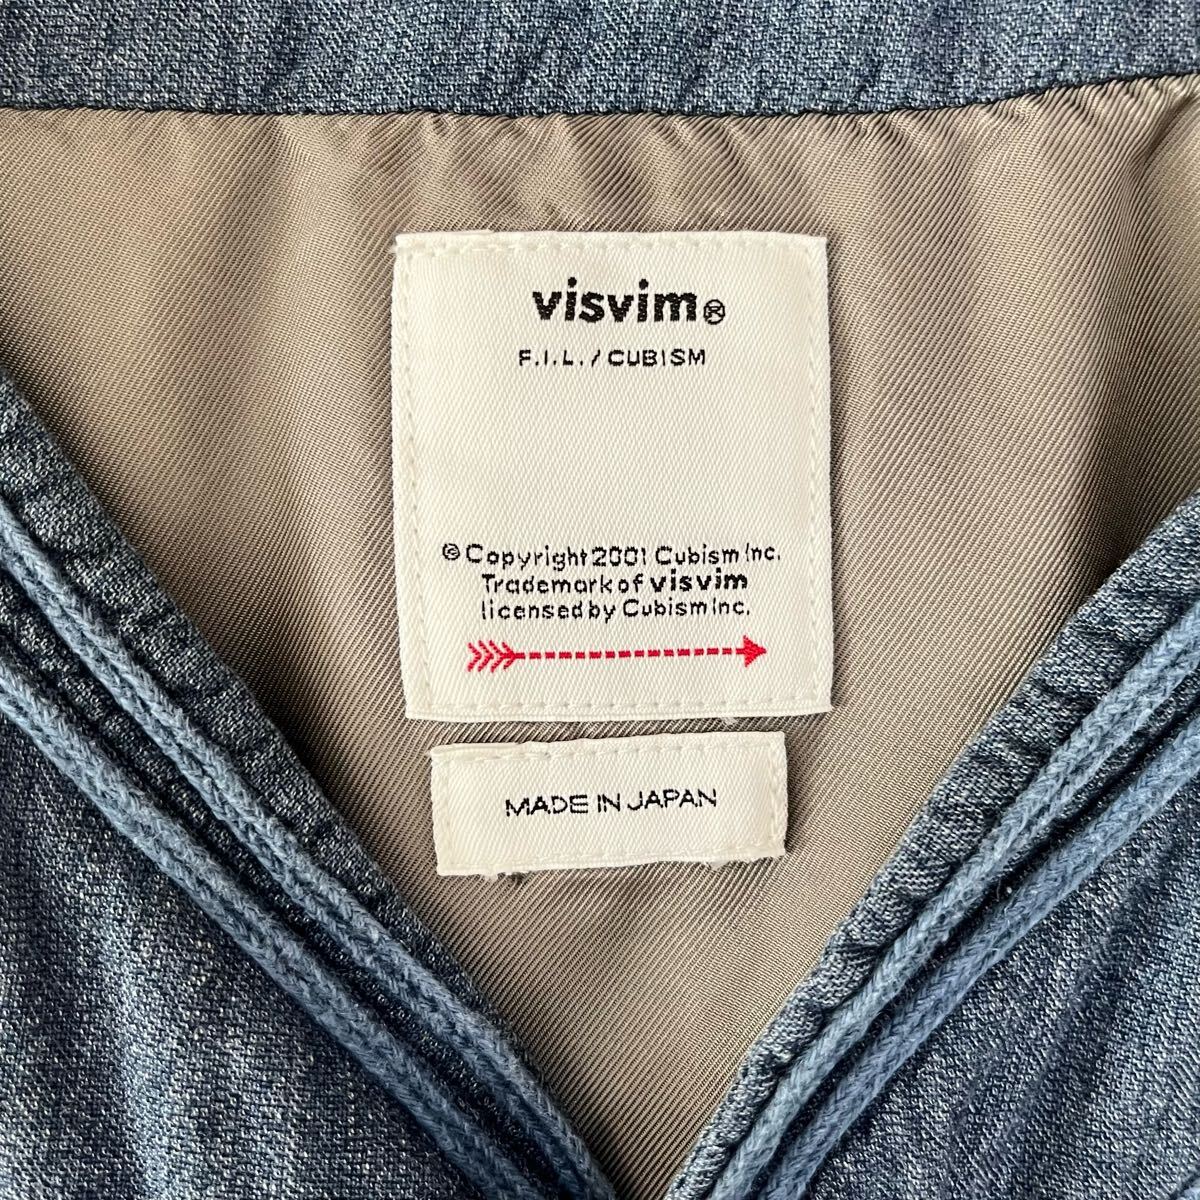 visvim®
F.I.L. / CUBISM
© Copyright 2001 Cubism Inc.
Trademark of visvim
licensed by Cubism Inc.
MADE IN JAPAN